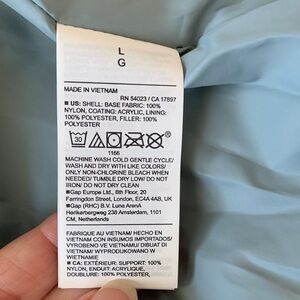 L
G
MADE IN VIETNAM
RN 54023 / CA 17897
■ US: SHELL: BASE FABRIC: 100%
NYLON, COATING: ACRYLIC, LINING:
100% POLYESTER, FILLER: 100%
POLYESTER
30
1166
MACHINE WASH COLD GENTLE CYCLE/
WASH AND DRY WITH LIKE COLORS/
ONLY NON-CHLORINE BLEACH WHEN
NEEDED/ TUMBLE DRY LOW/ DO NOT
IRON/ DO NOT DRY CLEAN
■Gap Europe Ltd., 8th Floor, 20
Farringdon Street, London, EC4A 4AB, UK
■Gap (RHC) B.V. Luna ArenA
Herikerbergweg 238 Amsterdam, 1101
CM, Netherlands
FABRIQUE AU VIETNAM/ HECHO EN
VIETNAM CON INSUMOS IMPORTADOS/
VYROBENO VE VIETNAMU/ DIBUAT DI
VIETNAM/ WYPRODUKOWANO W
WIETNAMIE
■ CA: EXTÉRIEUR: SUPPORT: 100%
NYLON, ENDUIT: ACRYLIQUE,
DOUBLURE: 100% POLYESTER,